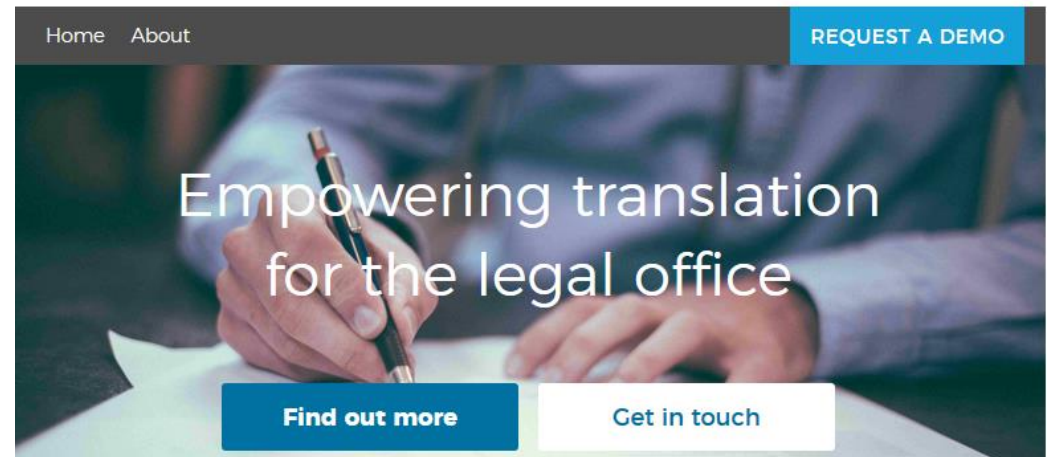 Home About
REQUEST A DEMO
Empowering translation
for the legal office
Find out more
Get in touch